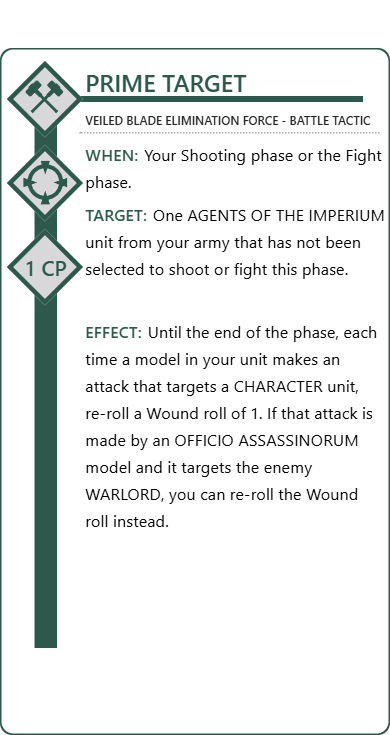 PRIME TARGET
VEILED BLADE ELIMINATION FORCE - BATTLE TACTIC
WHEN: Your Shooting phase or the Fight
phase.
TARGET: One AGENTS OF THE IMPERIUM
unit from your army that has not been
selected to shoot or fight this phase.
1 CP
EFFECT: Until the end of the phase, each
time a model in your unit makes an
attack that targets a CHARACTER unit,
re-roll a Wound roll of 1. If that attack is
made by an OFFICIO ASSASSINORUM
model and it targets the enemy
WARLORD, you can re-roll the Wound
roll instead.